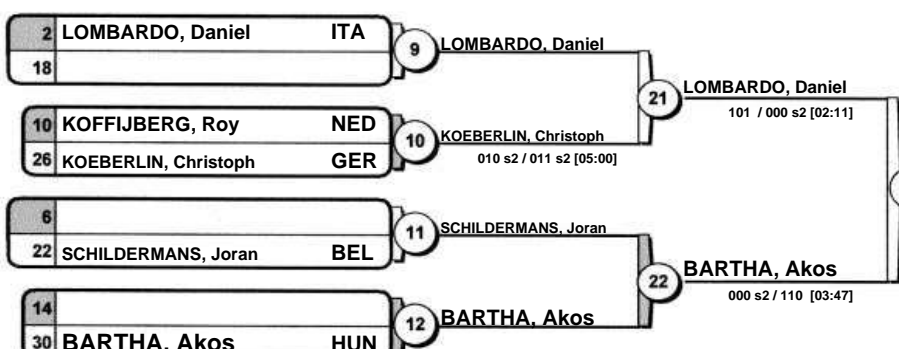 2 LOMBARDO, Daniel ITA
18
9 LOMBARDO, Daniel
10 KOFFIJBERG, Roy NED
26 KOEBERLIN, Christoph GER
10 KOEBERLIN, Christoph
010 s2 / 011 s2 [05:00]
21 LOMBARDO, Daniel
101 / 000 s2 [02:11]
6
22 SCHILDERMANS, Joran BEL
11 SCHILDERMANS, Joran
14
30 BARTHA, Akos HUN
12 BARTHA, Akos
22 BARTHA, Akos
000 s2 / 110 [03:47]